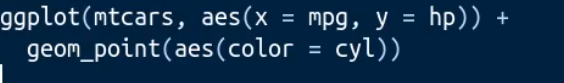 ggplot(mtcars, aes(x = mpg, y = hp)) +
  geom_point(aes(color = cyl))